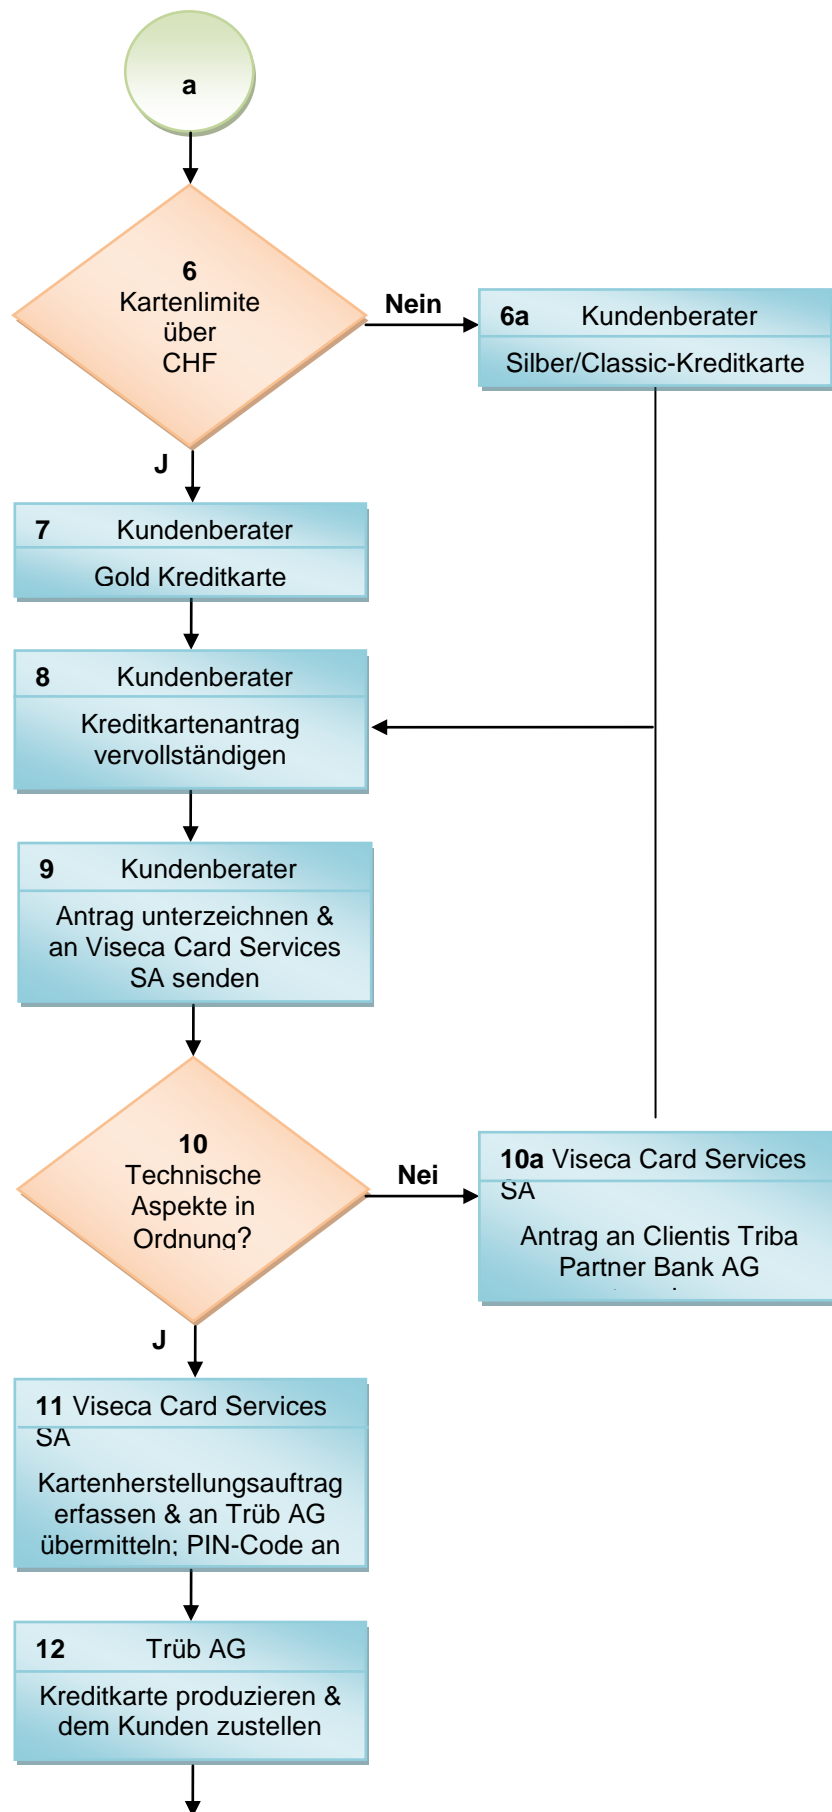 a
6
Kartenlimite
über
CHF
Nein
6a Kundenberater
Silber/Classic-Kreditkarte
J
7 Kundenberater
Gold Kreditkarte
8 Kundenberater
Kreditkartenantrag
vervollständigen
9 Kundenberater
Antrag unterzeichnen &
an Viseca Card Services
SA senden
10
Technische
Aspekte in
Ordnung?
Nei
10a Viseca Card Services
SA
Antrag an Clientis Triba
Partner Bank AG
J
11 Viseca Card Services
SA
Kartenherstellungsauftrag
erfassen & an Trüb AG
übermitteln; PIN-Code an
12 Trüb AG
Kreditkarte produzieren &
dem Kunden zustellen